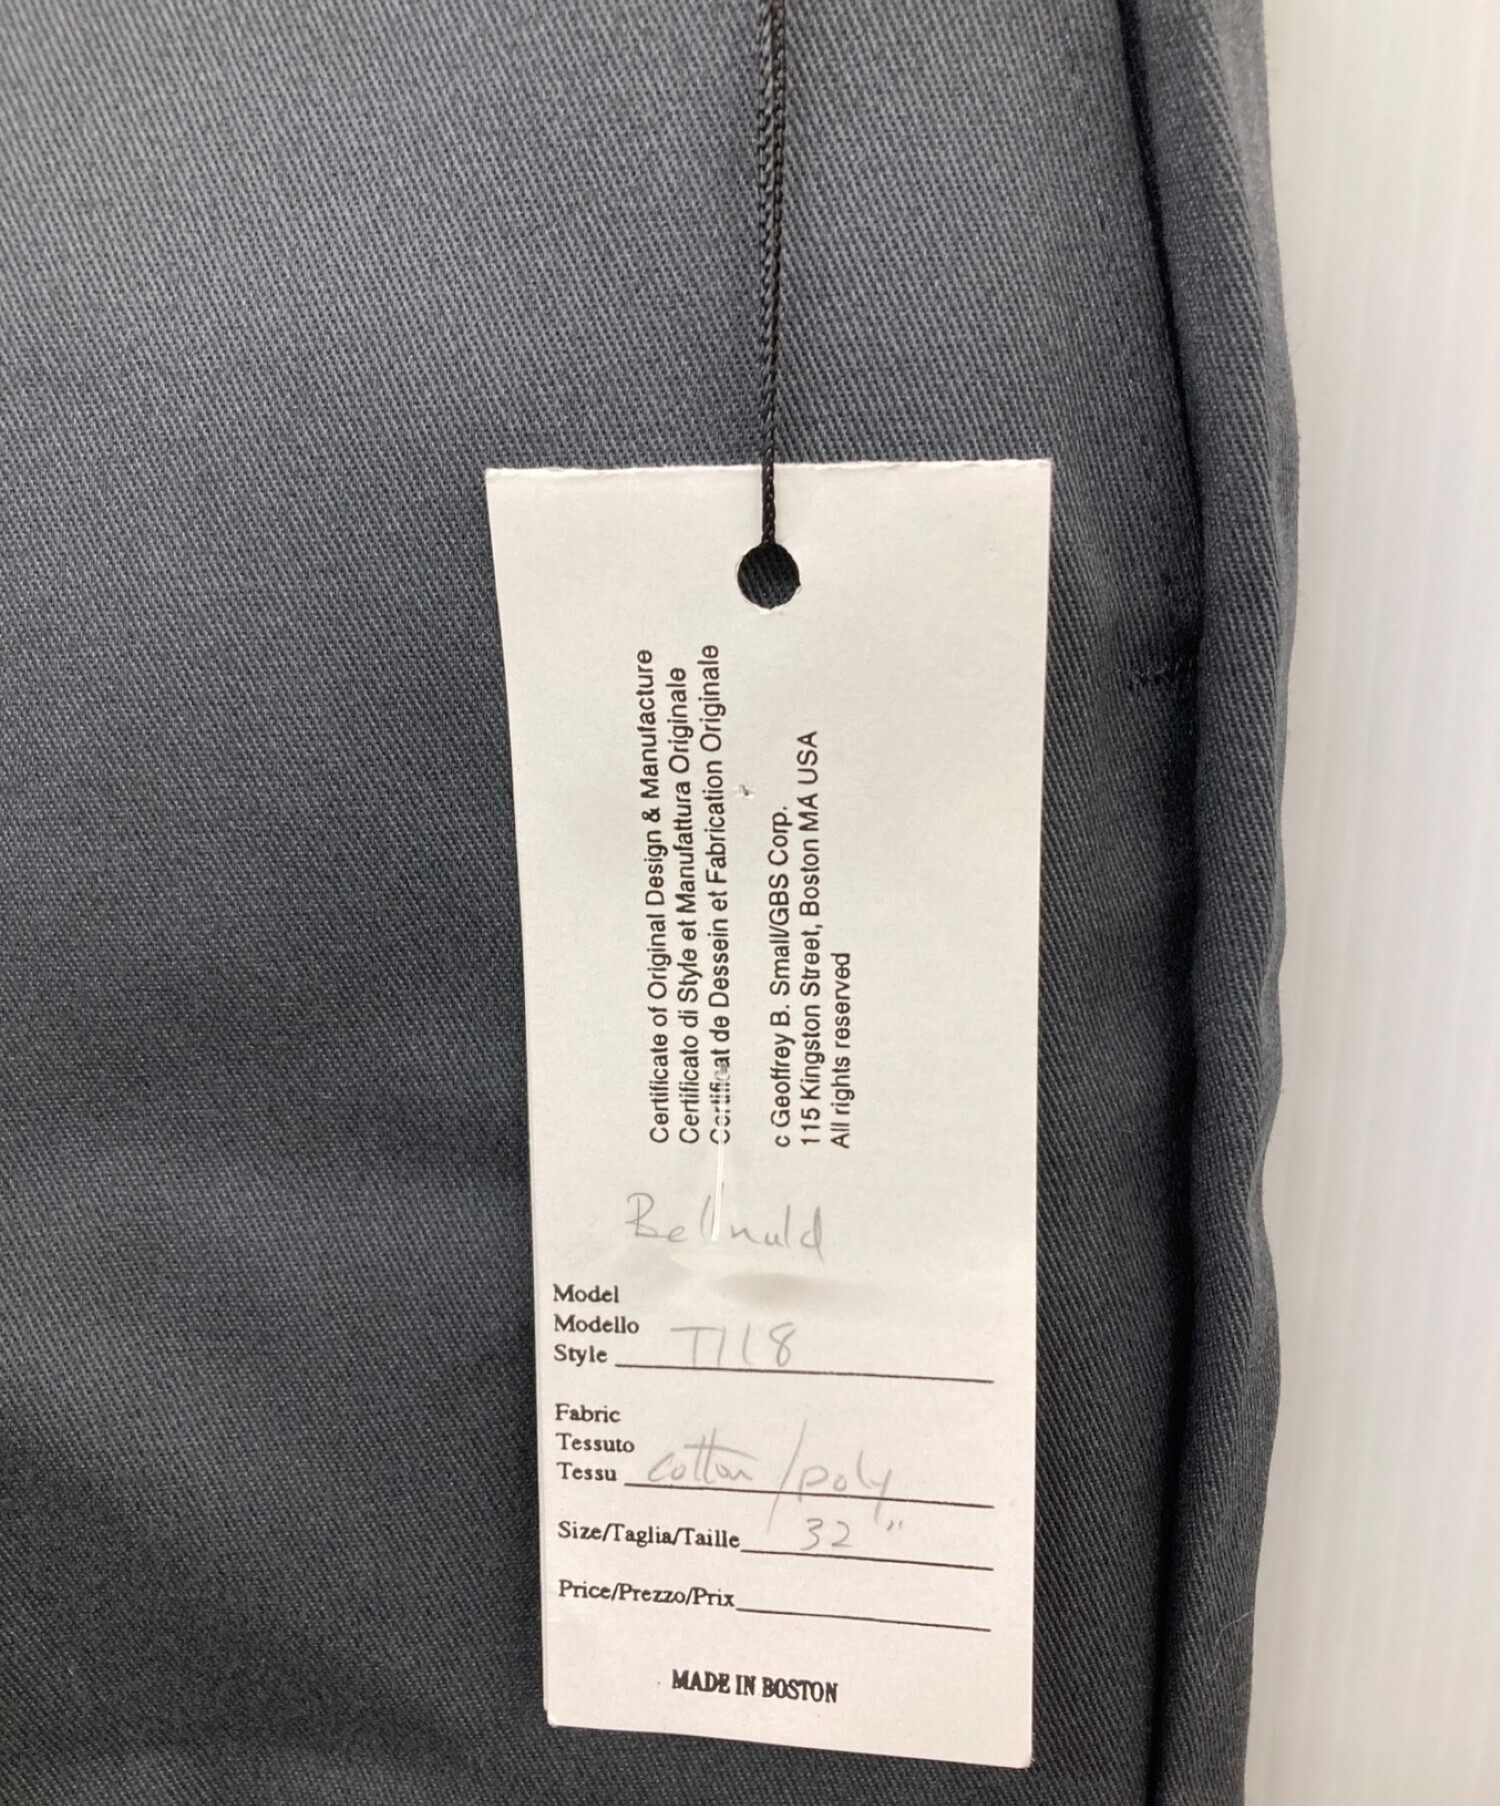 Certificate of Original Design & Manufacture
Certificato di Style et Manufattura Originale
Certificat de Dessein et Fabrication Originale
c Geoffrey B. Small/GBS Corp.
115 Kingston Street, Boston MA USA
All rights reserved
Model
Modello
Style T118
Fabric
Tessuto
Tessu cotton/poly
Size/Taglia/Taille 32"
Price/Prezzo/Prix
MADE IN BOSTON